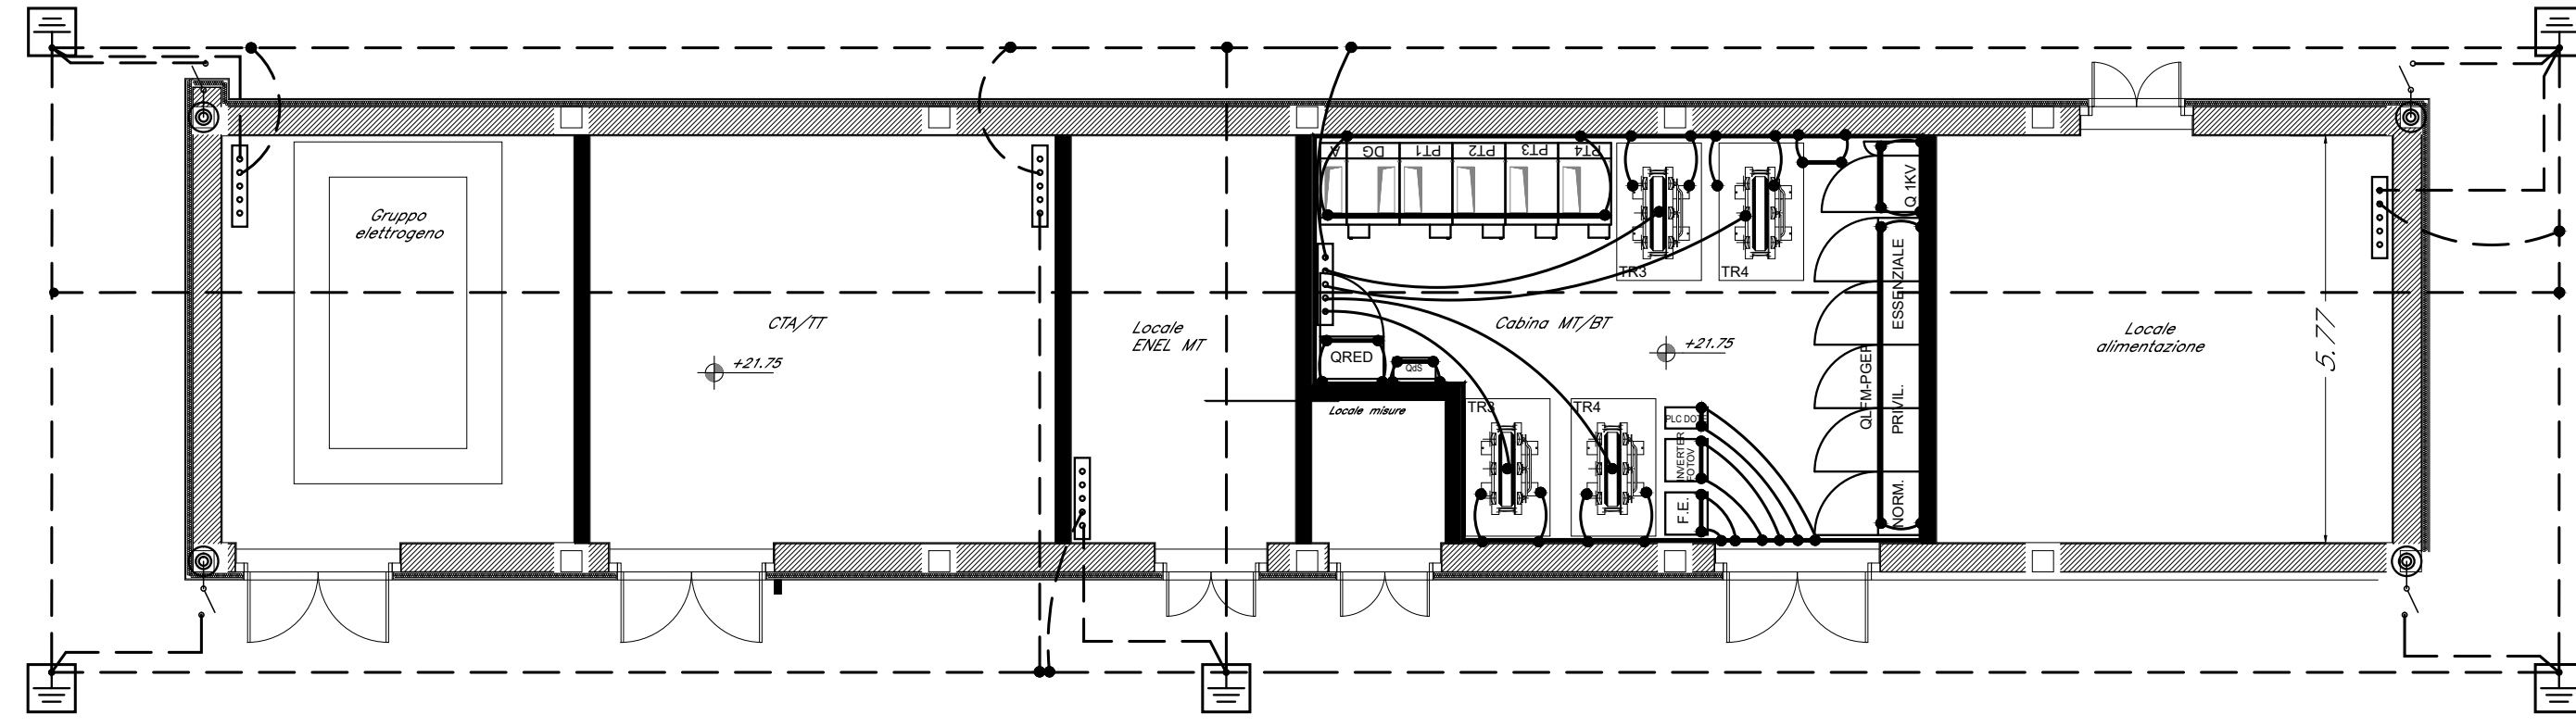 A
DG
PT1
PT2
PT3
PT4
Q 1KV
Gruppo
elettrogeno
ESSENZIALE
TR3
TR4
CTA/TT
+21.75
Locale
ENEL MT
Cabina MT/BT
+21.75
Locale
alimentazione
5.77
QRED
QdS
QLFM-PGEP
PRIVIL.
Locale misure
TR3
TR4
PLC DOTE
INVERTER
FOTOV
F.E.
NORM.